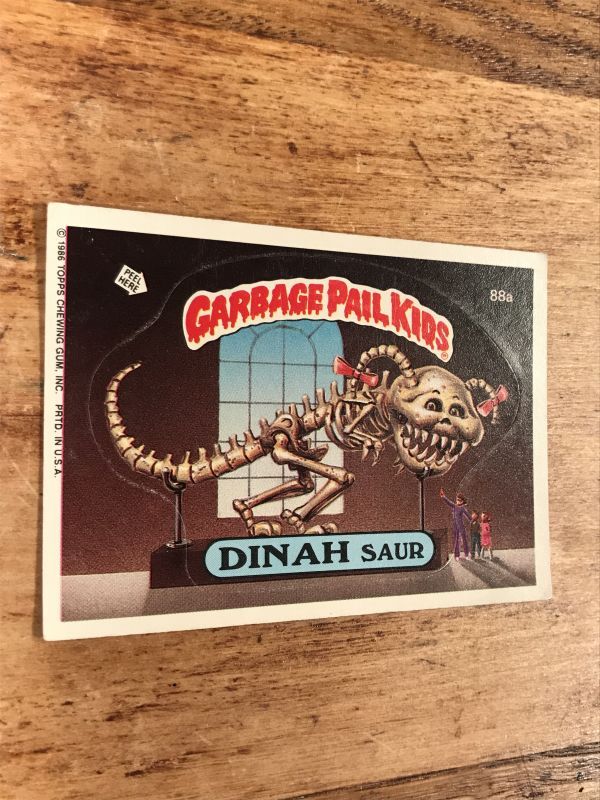 © 1986 TOPPS CHEWING GUM, INC. PRTD. IN U.S.A.
PEEL
HERE
88a
GARBAGE PAIL KIDS
®
DINAH SAUR